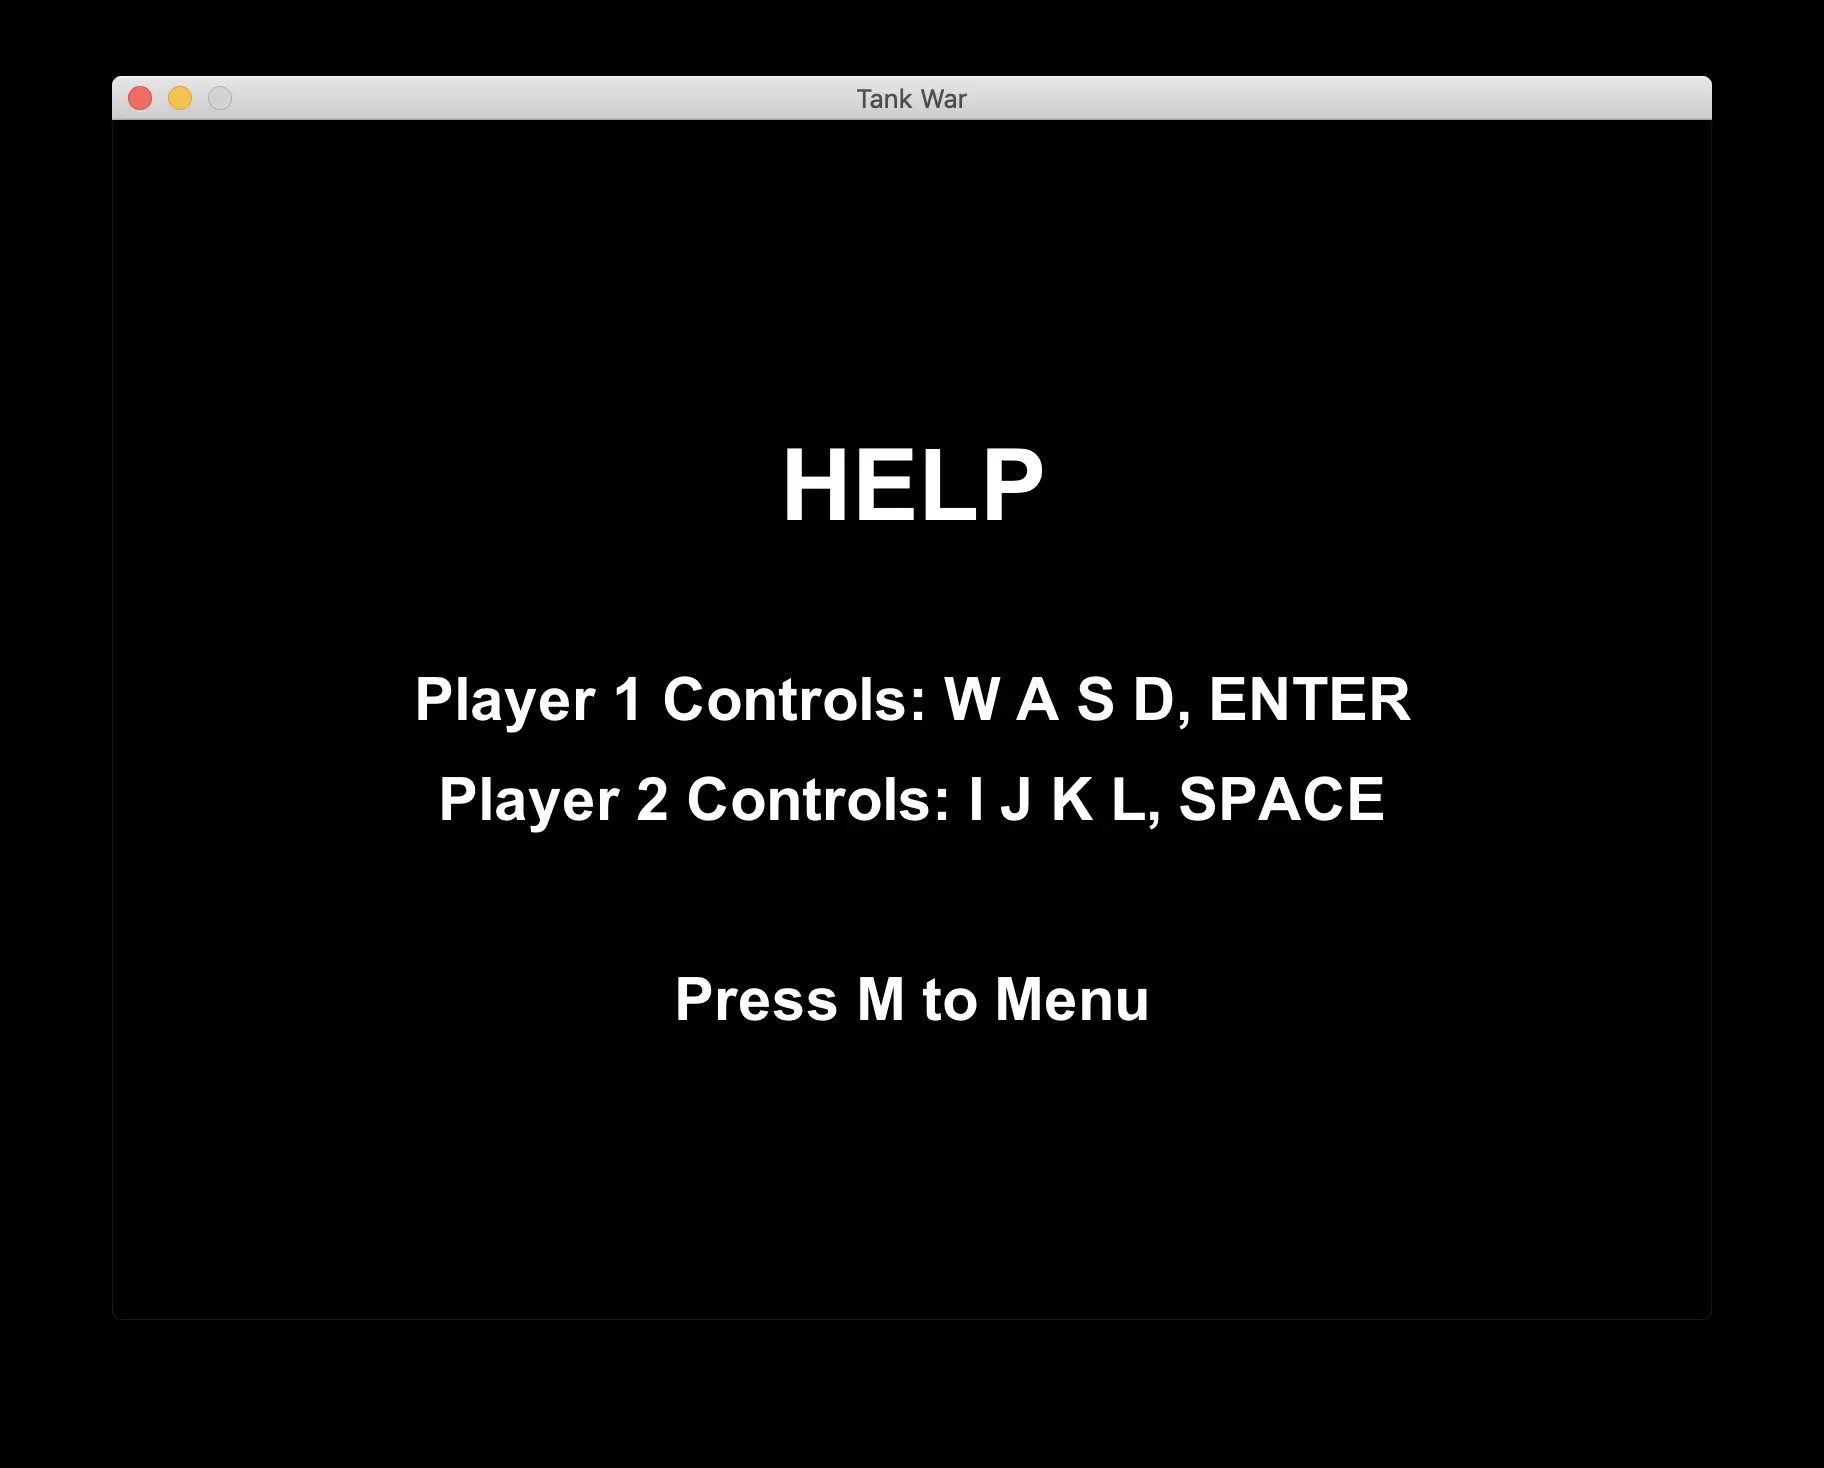 Tank War
HELP
Player 1 Controls: W A S D, ENTER
Player 2 Controls: I J K L, SPACE
Press M to Menu